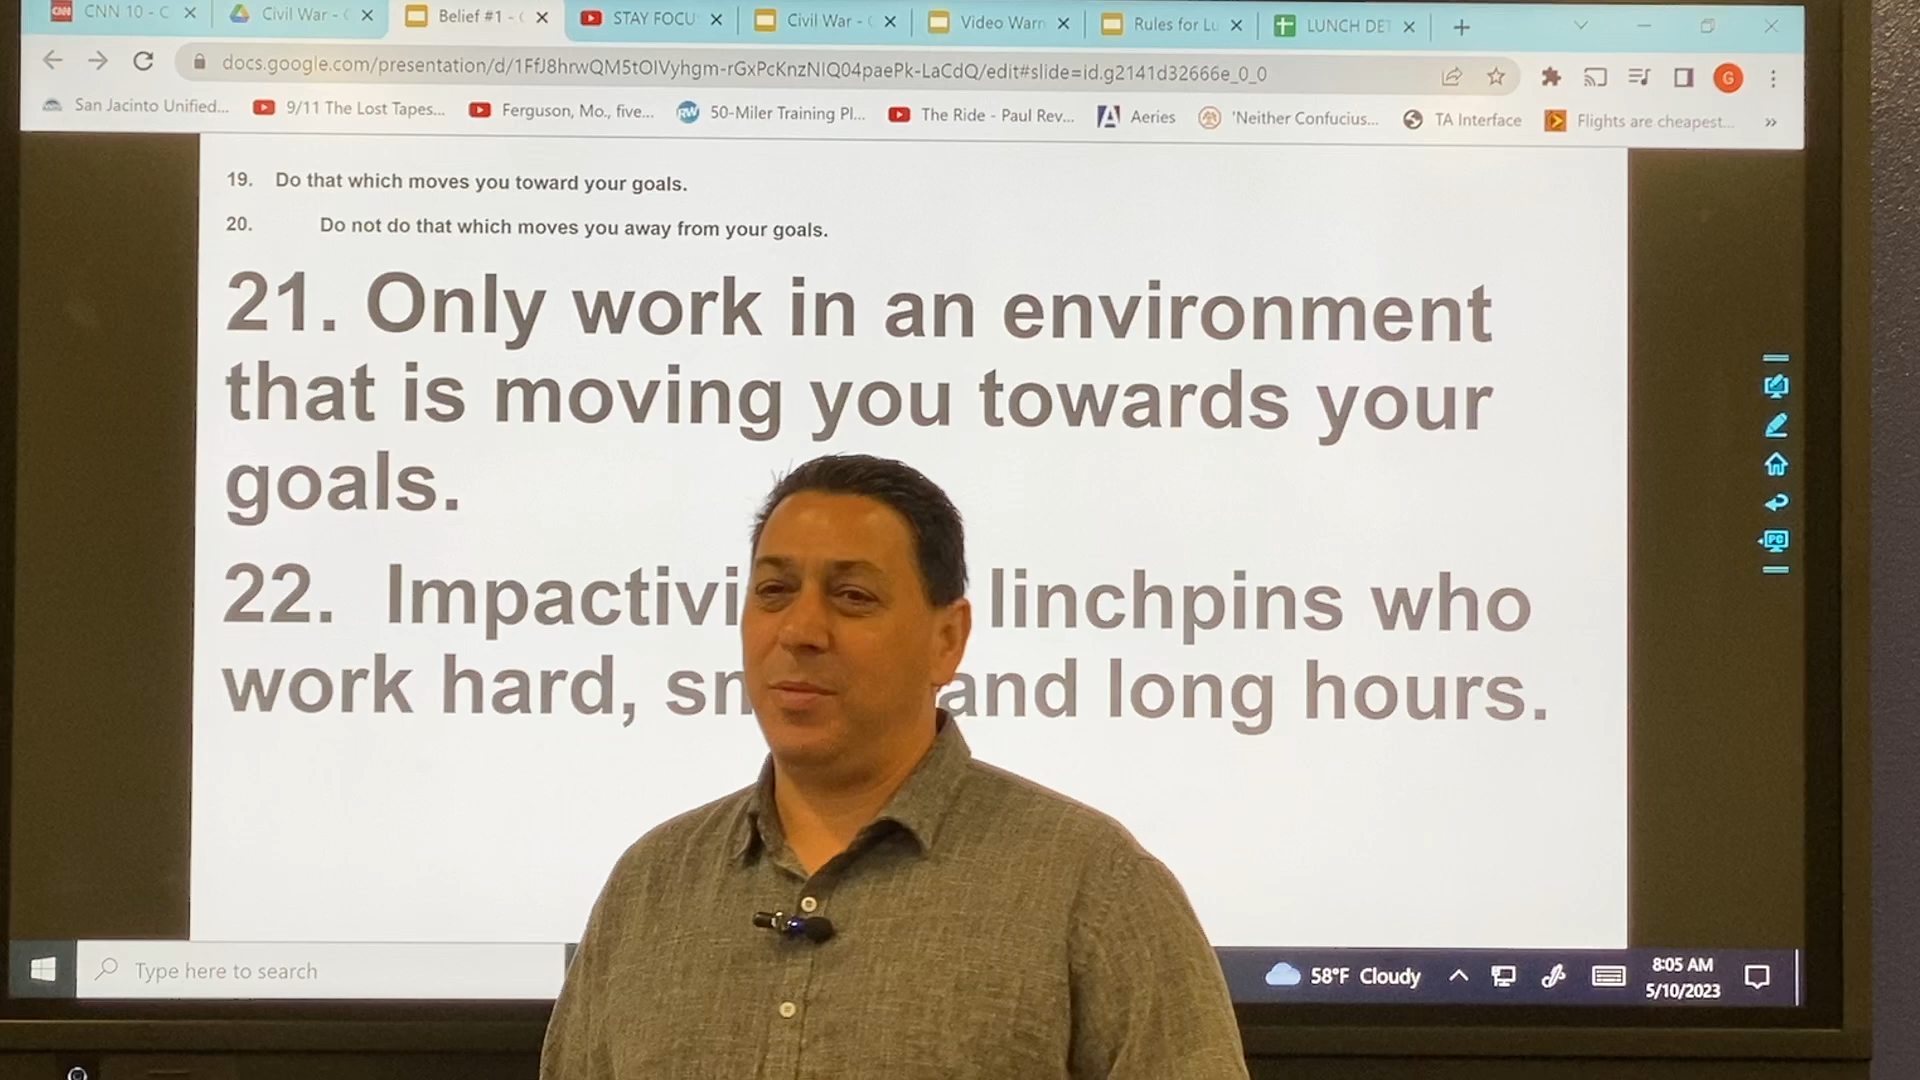 CNN 10 - C
Civil War - (
Belief #1 - (
STAY FOCU
Civil War - (
Video Warn
Rules for Lu
LUNCH DET
docs.google.com/presentation/d/1FfJ8hrwQM5tOIVyhgm-rGxPcKnzNIQ04paePk-LaCdQ/edit#slide=id.g2141d32666e_0_0
G
San Jacinto Unified...
9/11 The Lost Tapes...
Ferguson, Mo., five...
RW
50-Miler Training Pl...
The Ride - Paul Rev...
Aeries
'Neither Confucius...
TA Interface
Flights are cheapest...
19. Do that which moves you toward your goals.
20. Do not do that which moves you away from your goals.
21. Only work in an environment
that is moving you towards your
goals.
22. Impactivi linchpins who
work hard, sm and long hours.
PC
Type here to search
58°F Cloudy
8:05 AM
5/10/2023